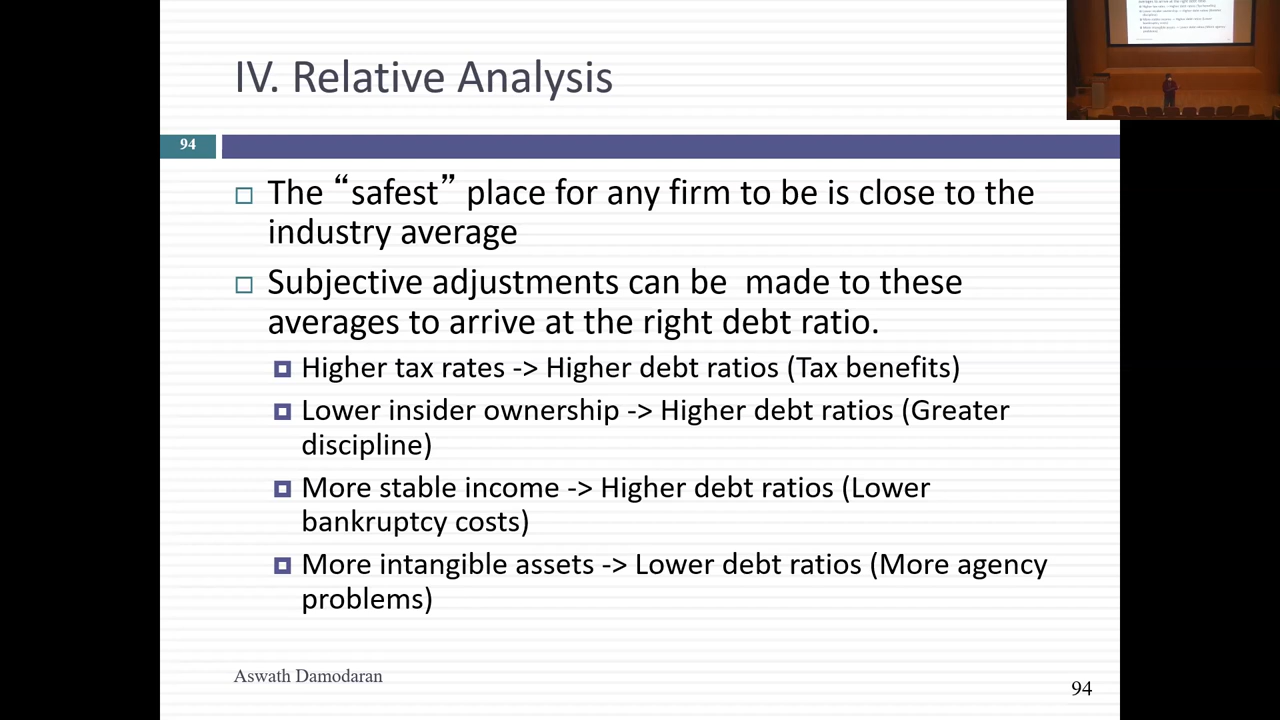 IV. Relative Analysis
94
The “safest” place for any firm to be is close to the
industry average
Subjective adjustments can be  made to these
averages to arrive at the right debt ratio.
Higher tax rates -> Higher debt ratios (Tax benefits)
Lower insider ownership -> Higher debt ratios (Greater
discipline)
More stable income -> Higher debt ratios (Lower
bankruptcy costs)
More intangible assets -> Lower debt ratios (More agency
problems)
Aswath Damodaran
94